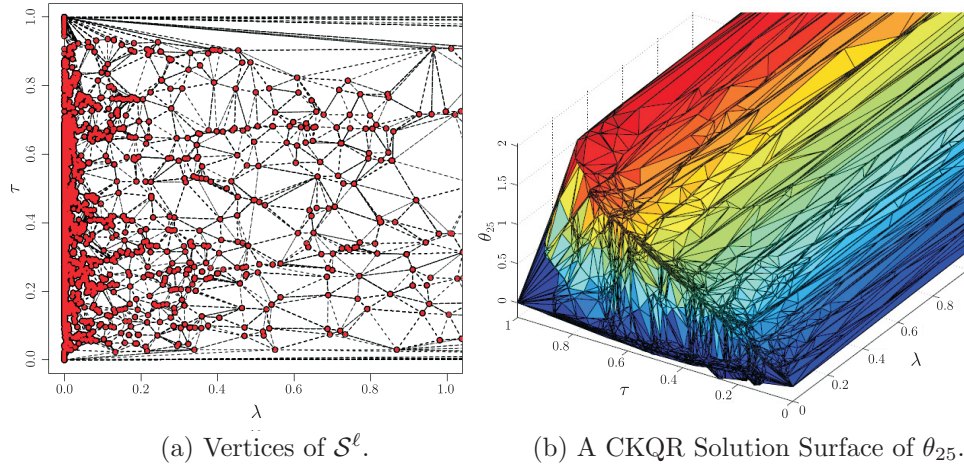 1.0
0.8
0.6
0.4
0.2
0.0
τ
0.0 0.2 0.4 0.6 0.8 1.0
λ
(a) Vertices of 𝒮^ℓ.
2
1.5
1
0.5
0
θ₂₅
1 0.8 0.6 0.4 0.2 0
τ
0 0.2 0.4 0.6 0.8
λ
(b) A CKQR Solution Surface of θ₂₅.